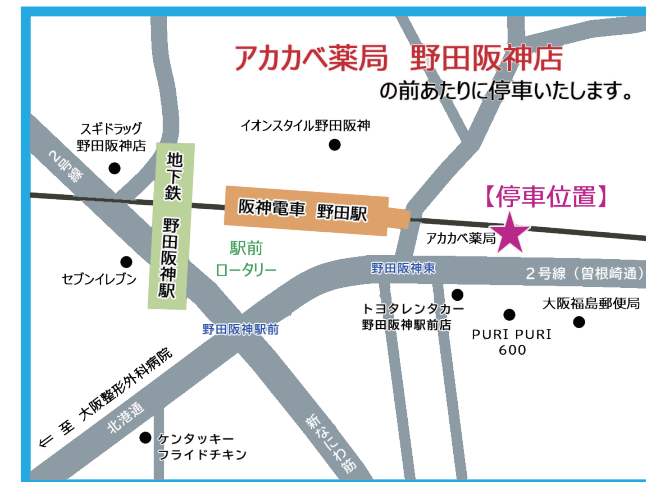 アカカベ薬局 野田阪神店
の前あたりに停車いたします。
スギドラッグ
野田阪神店
イオンスタイル野田阪神
2号線
地下鉄 野田阪神駅
阪神電車 野田駅
【停車位置】
アカカベ薬局
駅前
ロータリー
セブンイレブン
野田阪神東
2号線（曽根崎通）
トヨタレンタカー
野田阪神駅前店
大阪福島郵便局
PURI PURI
600
野田阪神駅前
← 至 大阪整形外科病院
北港通
新なにわ筋
ケンタッキー
フライドチキン